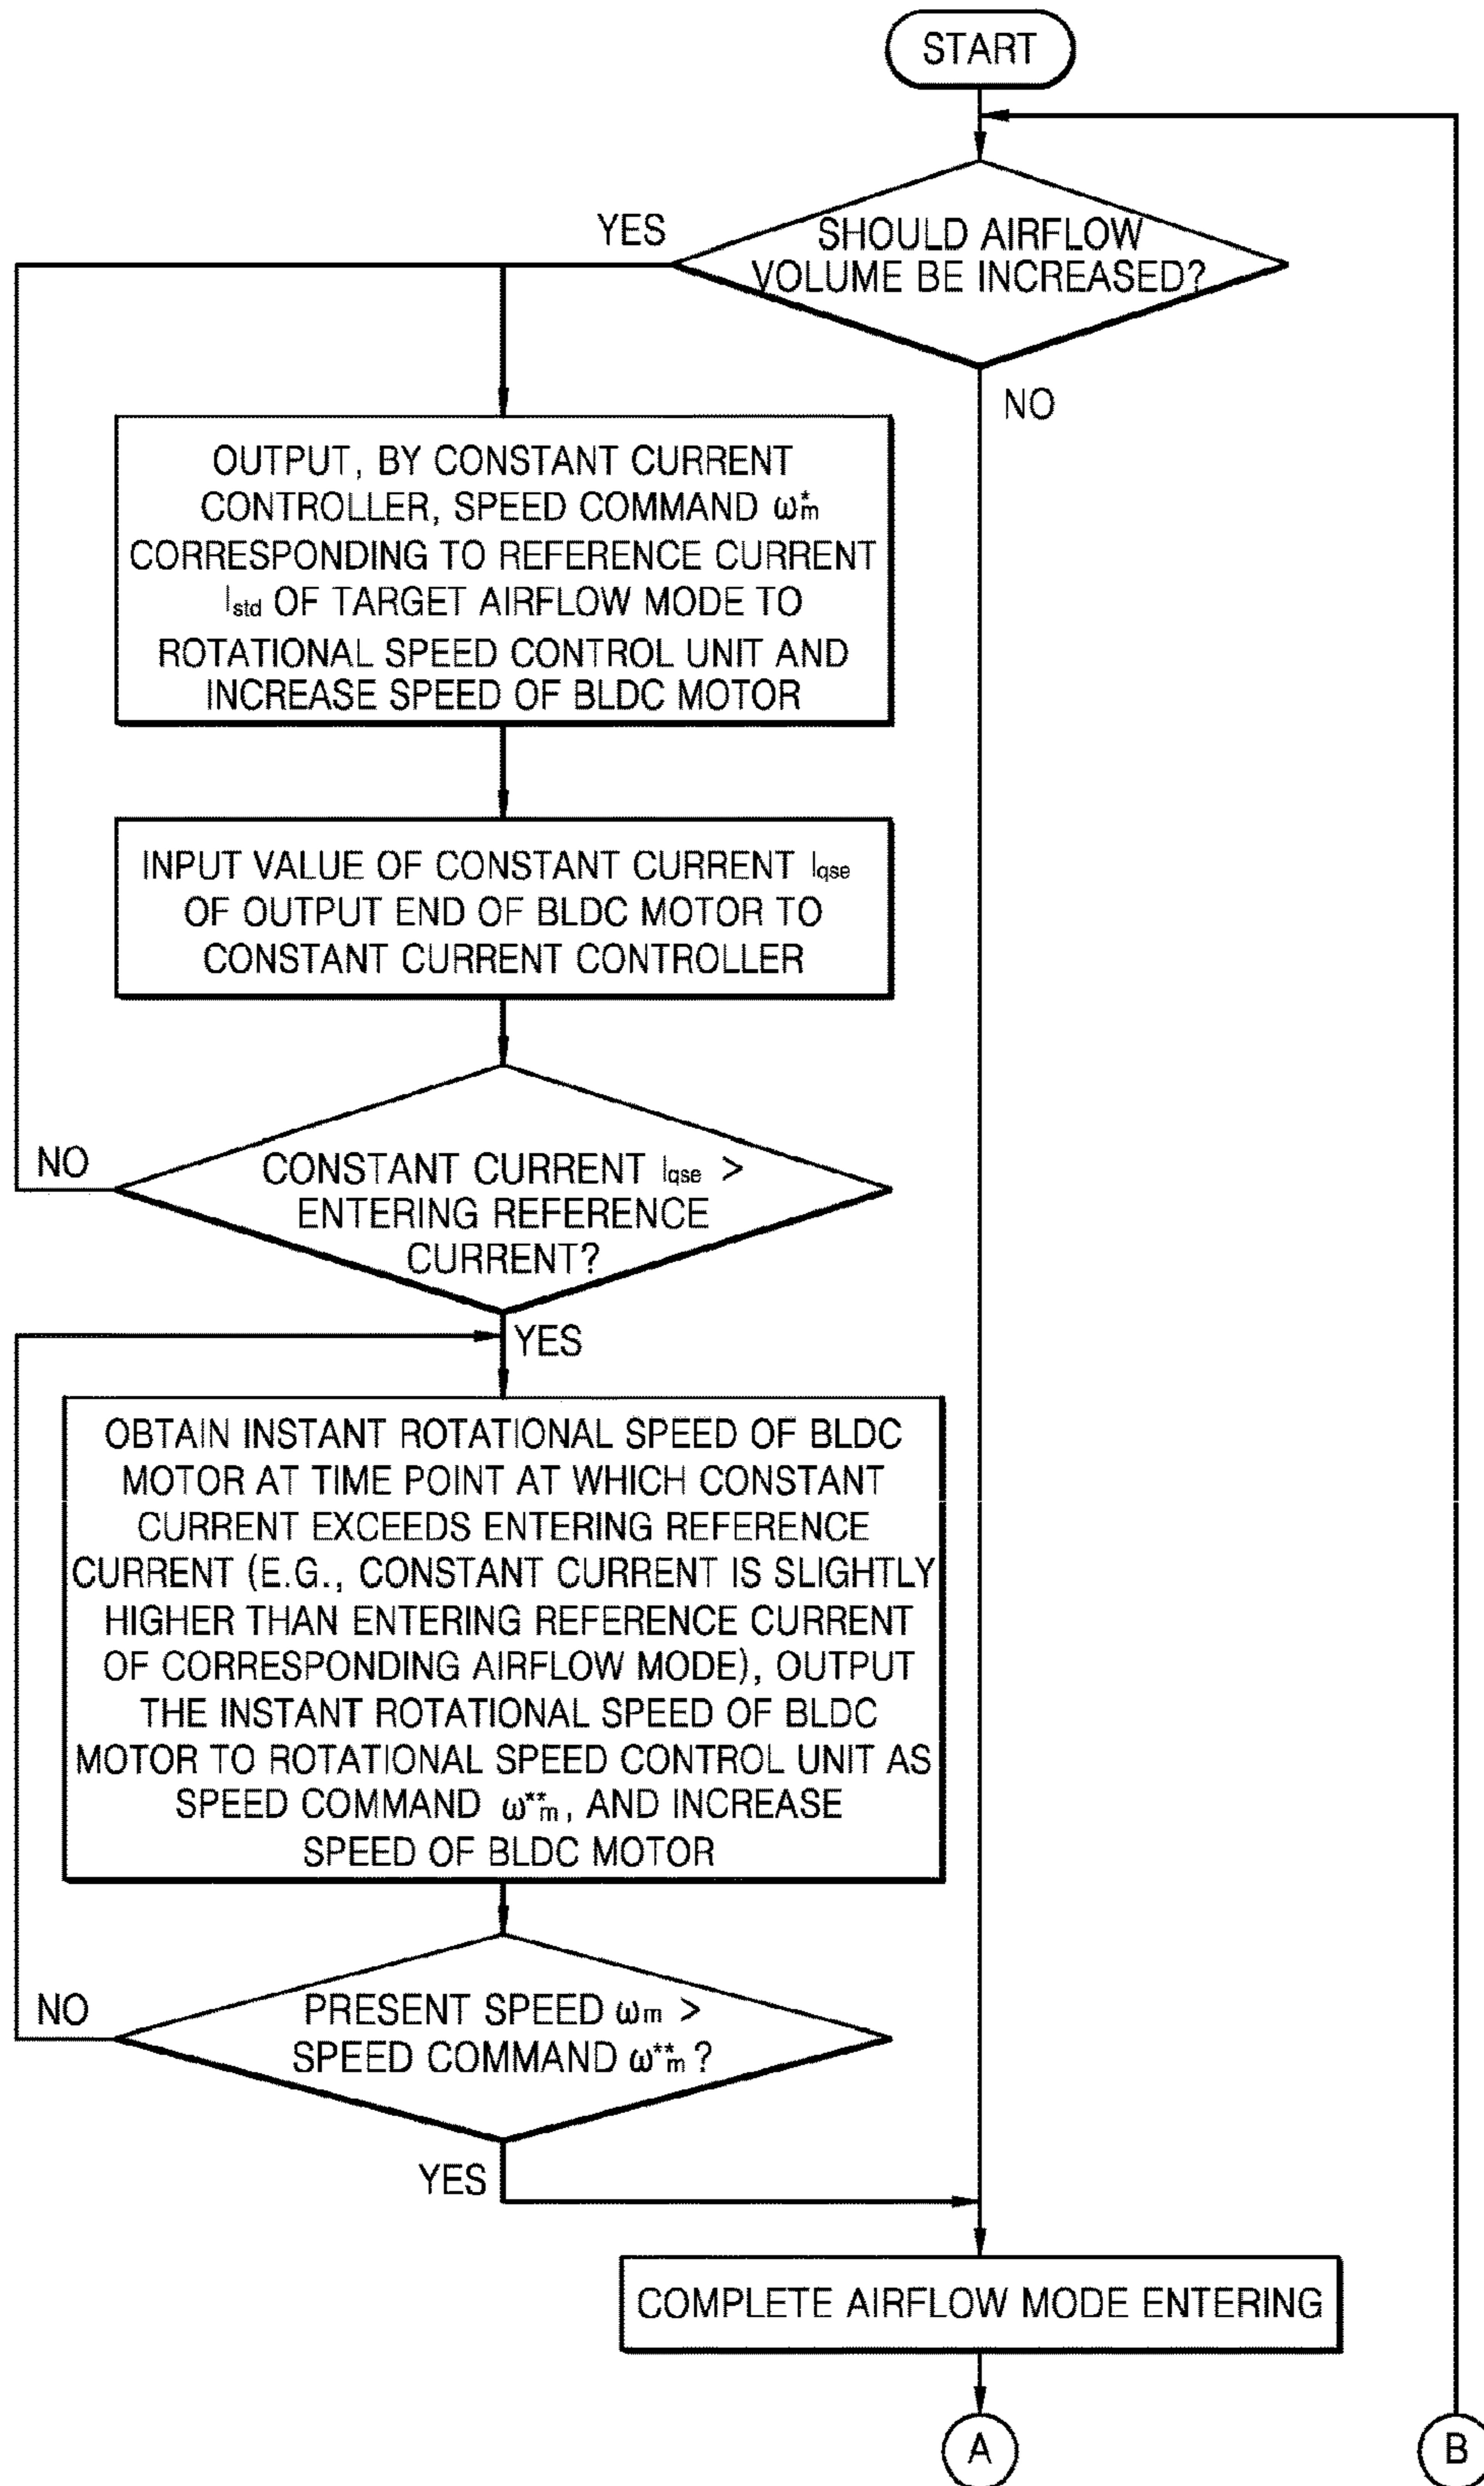 START
YES
SHOULD AIRFLOW
VOLUME BE INCREASED?
NO
OUTPUT, BY CONSTANT CURRENT
CONTROLLER, SPEED COMMAND ω*m
CORRESPONDING TO REFERENCE CURRENT
Istd OF TARGET AIRFLOW MODE TO
ROTATIONAL SPEED CONTROL UNIT AND
INCREASE SPEED OF BLDC MOTOR
INPUT VALUE OF CONSTANT CURRENT Iqse
OF OUTPUT END OF BLDC MOTOR TO
CONSTANT CURRENT CONTROLLER
NO
CONSTANT CURRENT Iqse >
ENTERING REFERENCE
CURRENT?
YES
OBTAIN INSTANT ROTATIONAL SPEED OF BLDC
MOTOR AT TIME POINT AT WHICH CONSTANT
CURRENT EXCEEDS ENTERING REFERENCE
CURRENT (E.G., CONSTANT CURRENT IS SLIGHTLY
HIGHER THAN ENTERING REFERENCE CURRENT
OF CORRESPONDING AIRFLOW MODE), OUTPUT
THE INSTANT ROTATIONAL SPEED OF BLDC
MOTOR TO ROTATIONAL SPEED CONTROL UNIT AS
SPEED COMMAND ω**m, AND INCREASE
SPEED OF BLDC MOTOR
NO
PRESENT SPEED ωm >
SPEED COMMAND ω**m?
YES
COMPLETE AIRFLOW MODE ENTERING
A
B